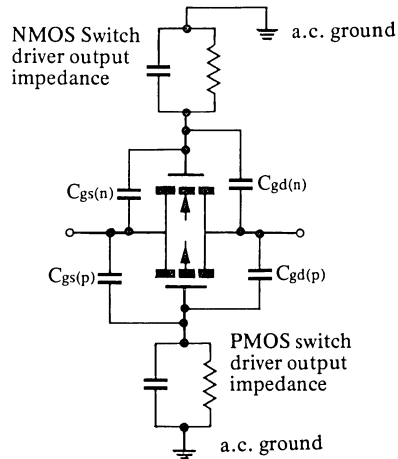 NMOS Switch
driver output
impedance
a.c. ground
Cgs(n)
Cgd(n)
Cgs(p)
Cgd(p)
PMOS switch
driver output
impedance
a.c. ground